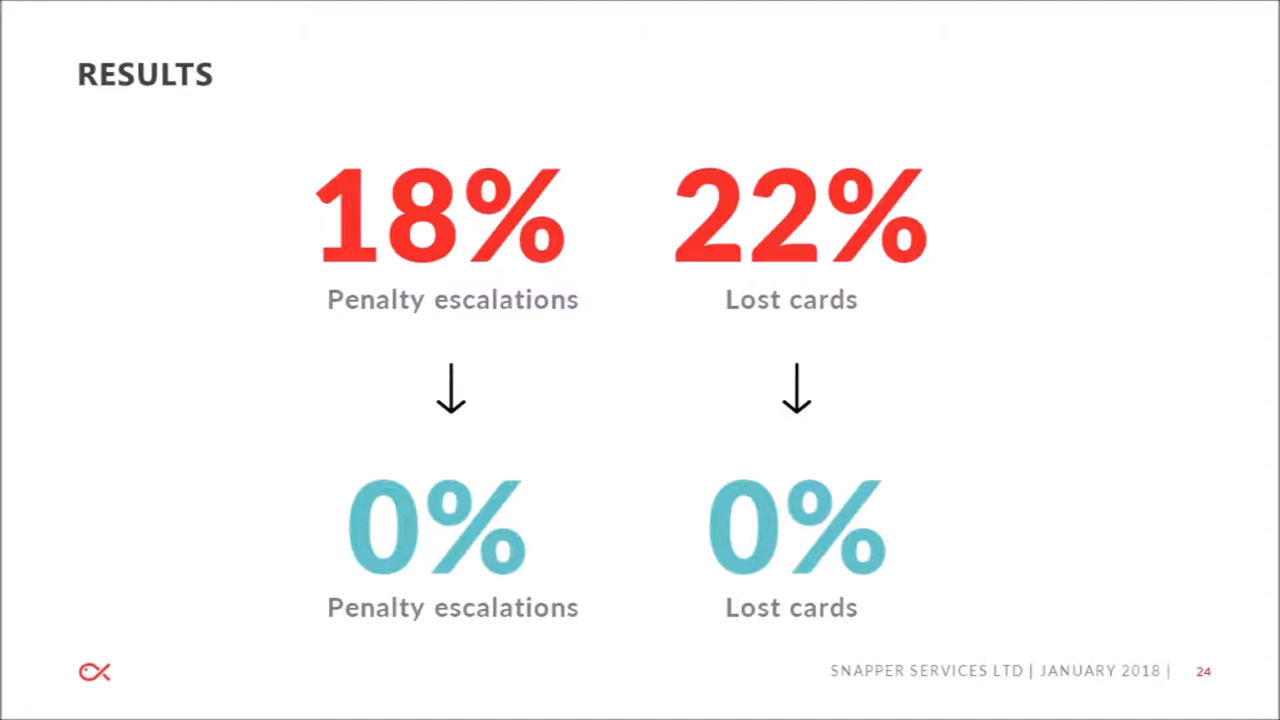 RESULTS
18% 22%
Penalty escalations Lost cards
0% 0%
Penalty escalations Lost cards
SNAPPER SERVICES LTD | JANUARY 2018 | 24